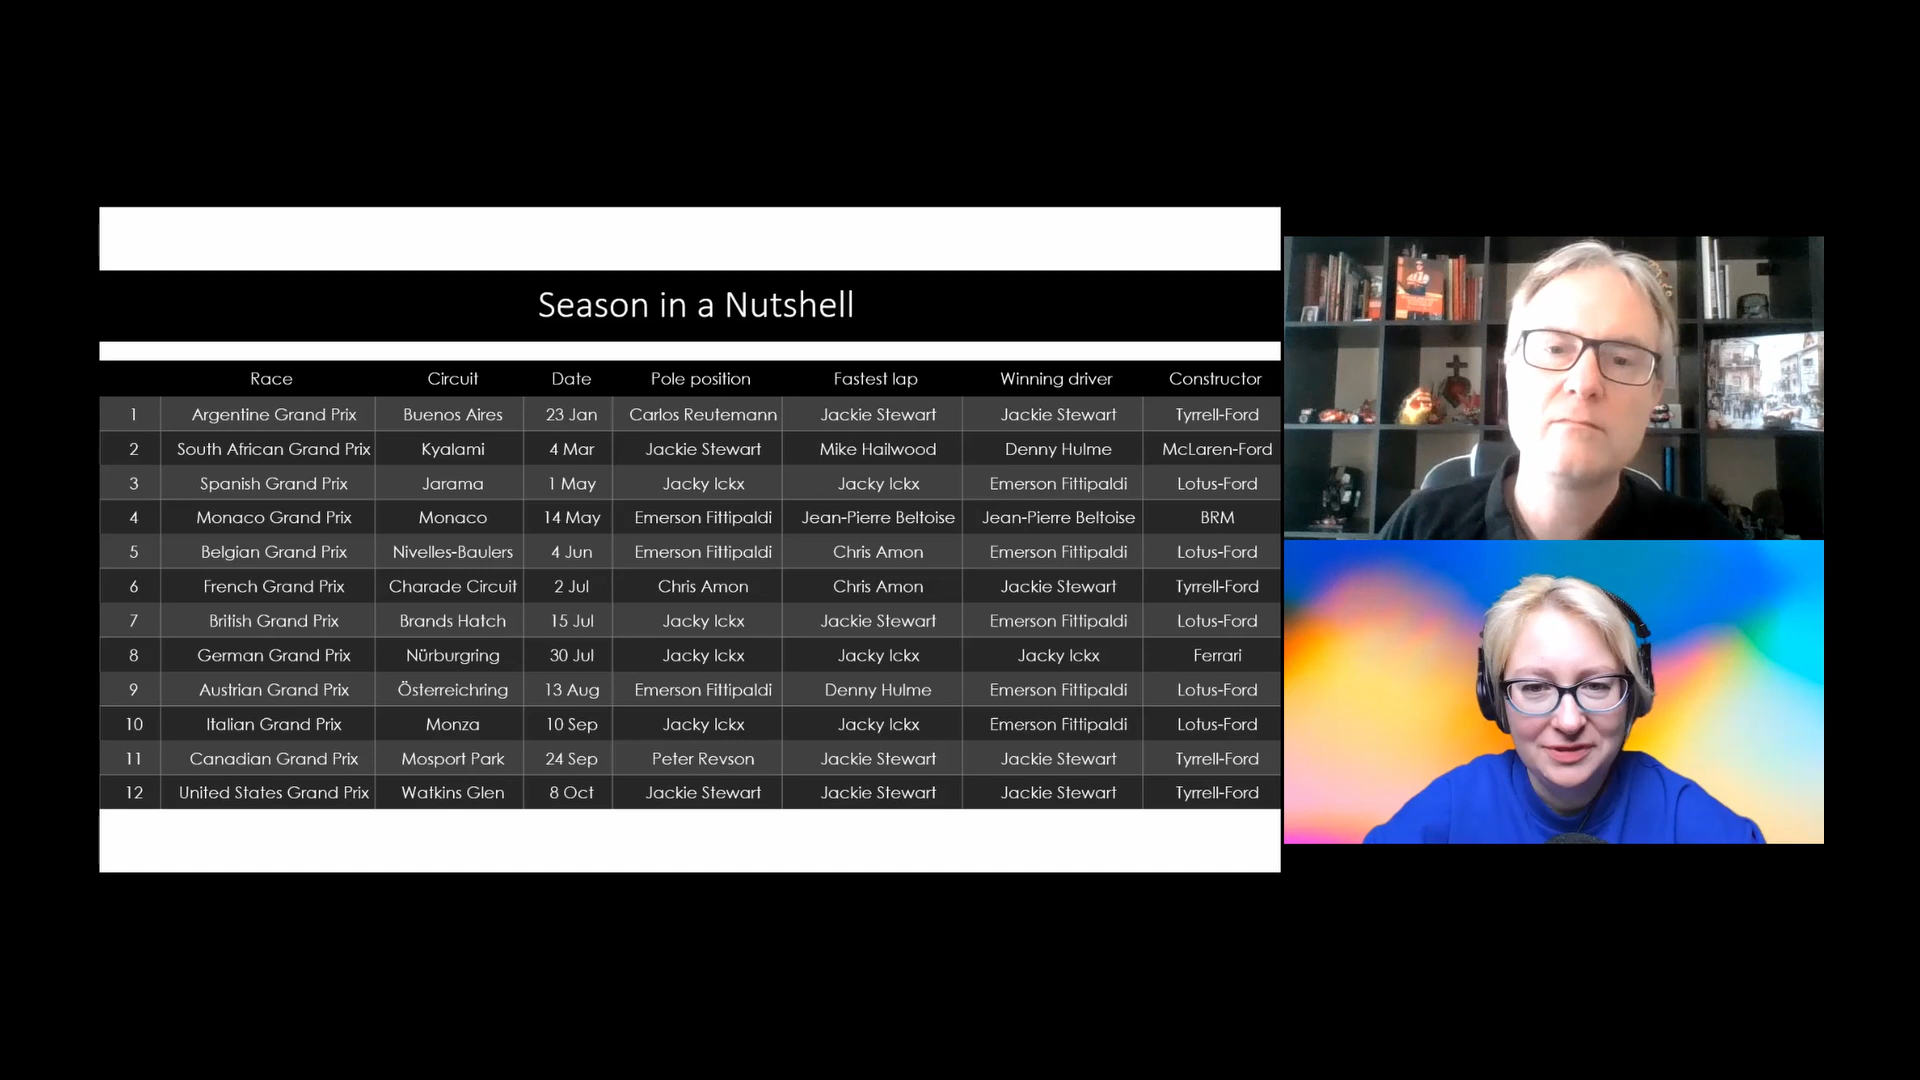 Season in a Nutshell
Race Circuit Date Pole position Fastest lap Winning driver Constructor
1 Argentine Grand Prix Buenos Aires 23 Jan Carlos Reutemann Jackie Stewart Jackie Stewart Tyrrell-Ford
2 South African Grand Prix Kyalami 4 Mar Jackie Stewart Mike Hailwood Denny Hulme McLaren-Ford
3 Spanish Grand Prix Jarama 1 May Jacky Ickx Jacky Ickx Emerson Fittipaldi Lotus-Ford
4 Monaco Grand Prix Monaco 14 May Emerson Fittipaldi Jean-Pierre Beltoise Jean-Pierre Beltoise BRM
5 Belgian Grand Prix Nivelles-Baulers 4 Jun Emerson Fittipaldi Chris Amon Emerson Fittipaldi Lotus-Ford
6 French Grand Prix Charade Circuit 2 Jul Chris Amon Chris Amon Jackie Stewart Tyrrell-Ford
7 British Grand Prix Brands Hatch 15 Jul Jacky Ickx Jackie Stewart Emerson Fittipaldi Lotus-Ford
8 German Grand Prix Nürburgring 30 Jul Jacky Ickx Jacky Ickx Jacky Ickx Ferrari
9 Austrian Grand Prix Österreichring 13 Aug Emerson Fittipaldi Denny Hulme Emerson Fittipaldi Lotus-Ford
10 Italian Grand Prix Monza 10 Sep Jacky Ickx Jacky Ickx Emerson Fittipaldi Lotus-Ford
11 Canadian Grand Prix Mosport Park 24 Sep Peter Revson Jackie Stewart Jackie Stewart Tyrrell-Ford
12 United States Grand Prix Watkins Glen 8 Oct Jackie Stewart Jackie Stewart Jackie Stewart Tyrrell-Ford